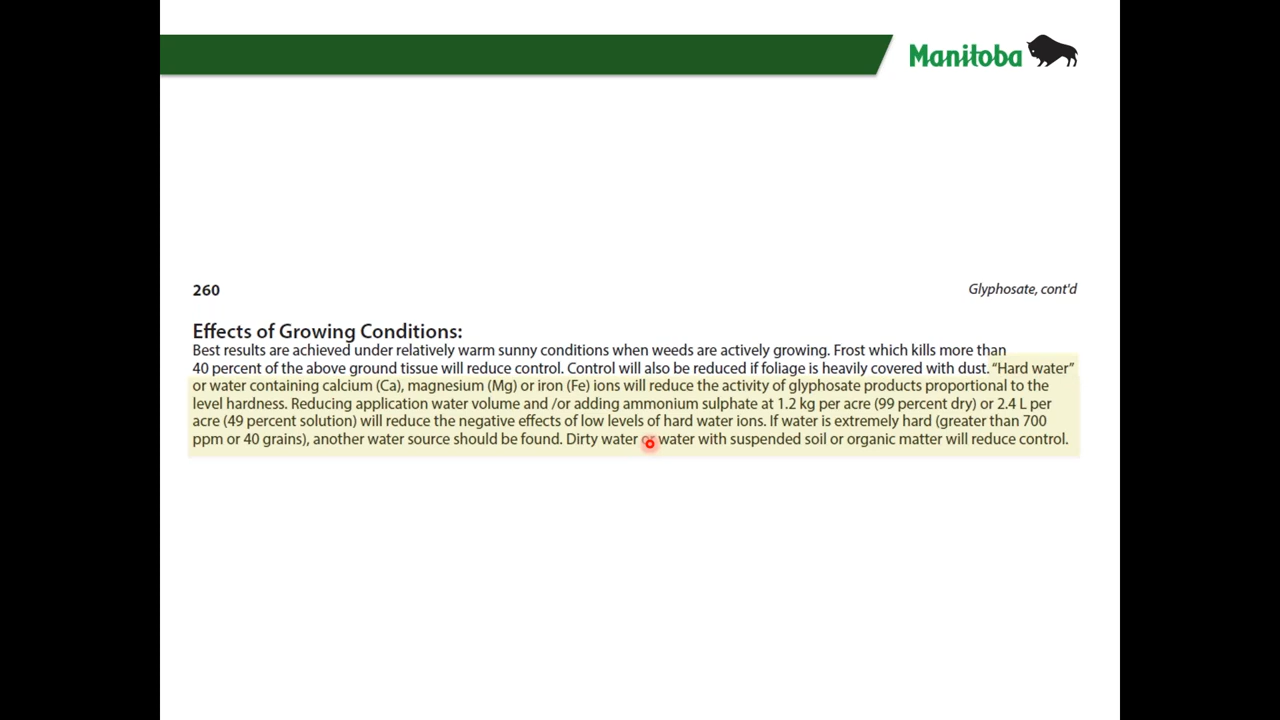 Manitoba
260
Glyphosate, cont'd
Effects of Growing Conditions:
Best results are achieved under relatively warm sunny conditions when weeds are actively growing. Frost which kills more than
40 percent of the above ground tissue will reduce control. Control will also be reduced if foliage is heavily covered with dust. “Hard water”
or water containing calcium (Ca), magnesium (Mg) or iron (Fe) ions will reduce the activity of glyphosate products proportional to the
level hardness. Reducing application water volume and /or adding ammonium sulphate at 1.2 kg per acre (99 percent dry) or 2.4 L per
acre (49 percent solution) will reduce the negative effects of low levels of hard water ions. If water is extremely hard (greater than 700
ppm or 40 grains), another water source should be found. Dirty water or water with suspended soil or organic matter will reduce control.